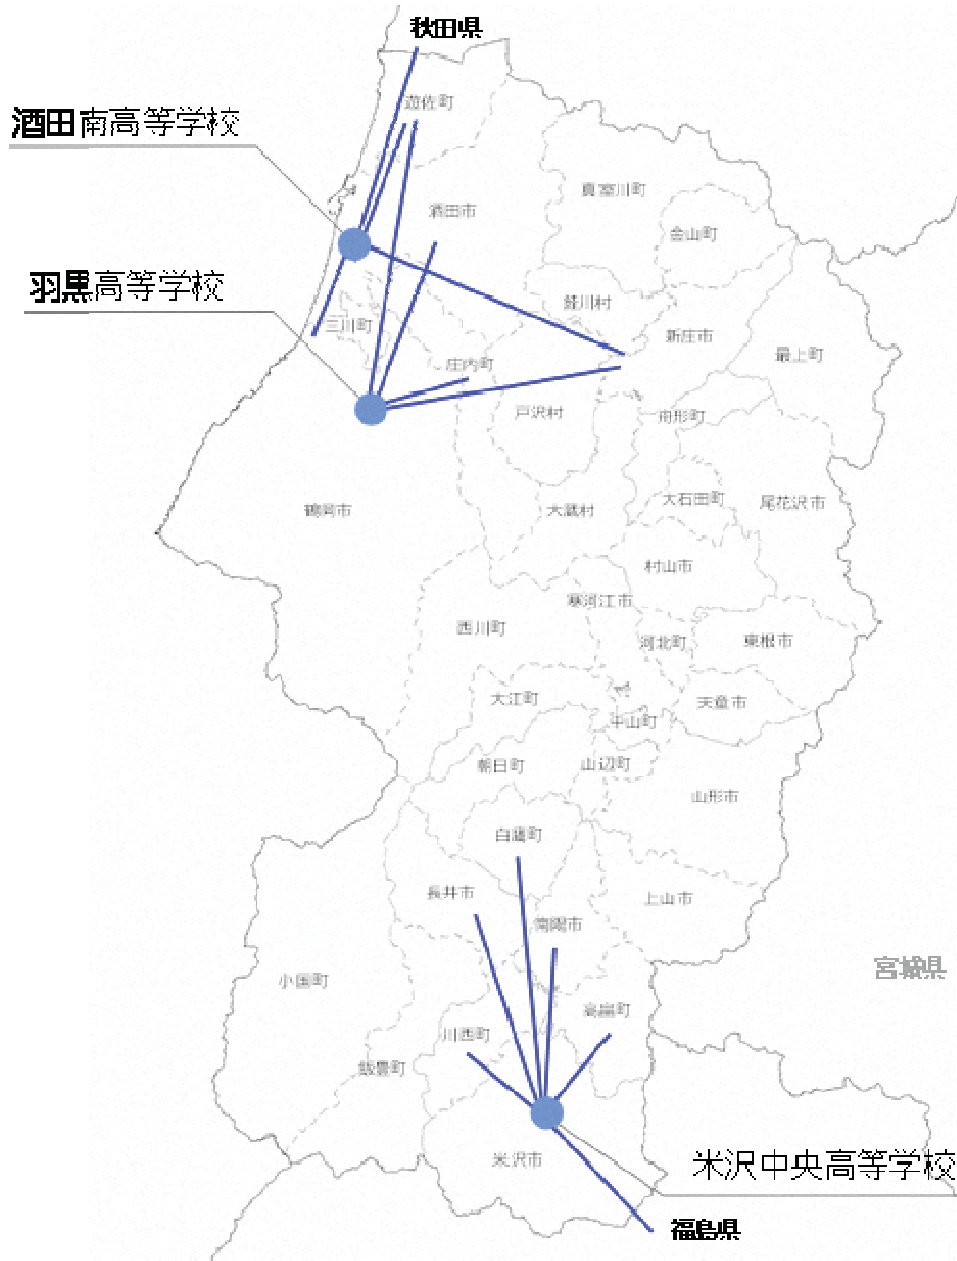 秋田県
遊佐町
酒田南高等学校
真室川町
酒田市
金山町
羽黒高等学校
鮭川村
三川町
新庄市
最上町
庄内町
戸沢村
舟形町
鶴岡市
大蔵村
大石田町
尾花沢市
村山市
寒河江市
西川町
河北町
東根市
大江町
天童市
中山町
朝日町
山辺町
山形市
白鷹町
長井市
上山市
南陽市
宮城県
小国町
高畠町
川西町
飯豊町
米沢市
米沢中央高等学校
福島県